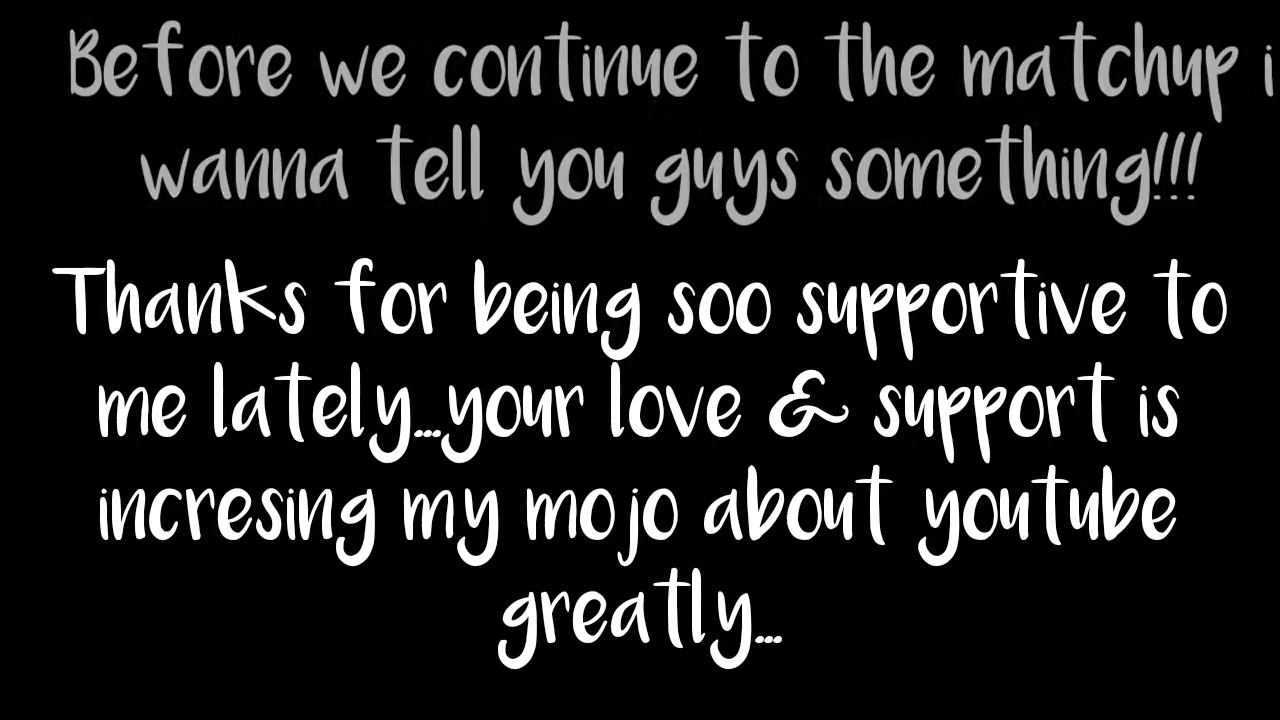 Before we continue to the matchup i
wanna tell you guys something!!!
Thanks for being soo supportive to
me lately...your love & support is
incresing my mojo about youtube
greatly...